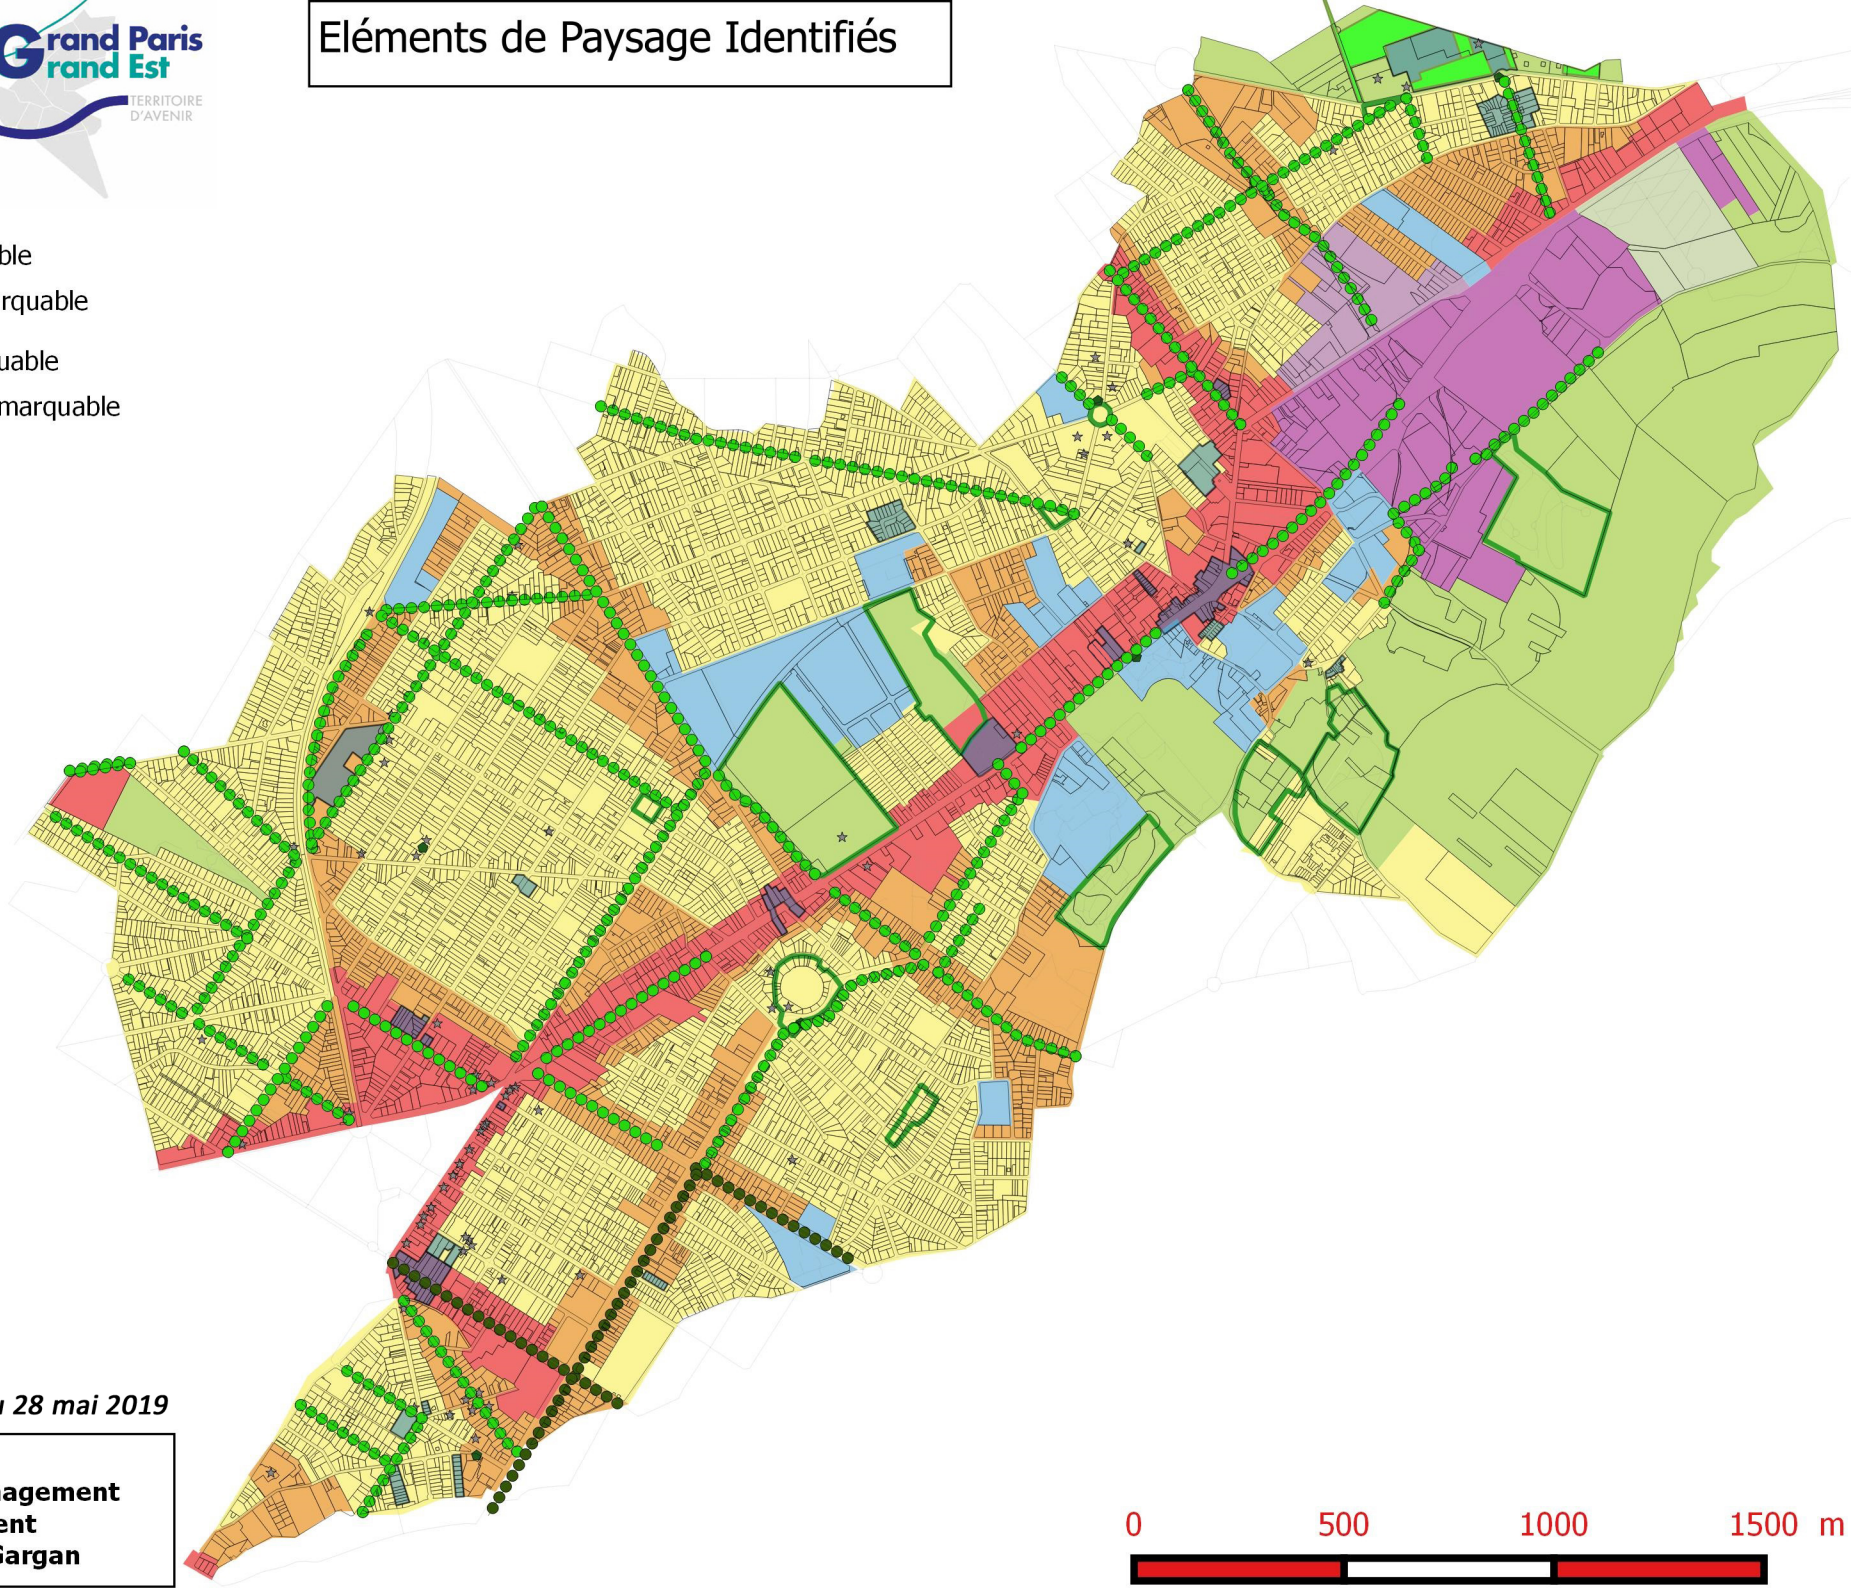 Grand Paris
Grand Est
TERRITOIRE
D'AVENIR
Eléments de Paysage Identifiés
ble
rquable
uable
marquable
u 28 mai 2019
agement
ent
Gargan
0 500 1000 1500 m